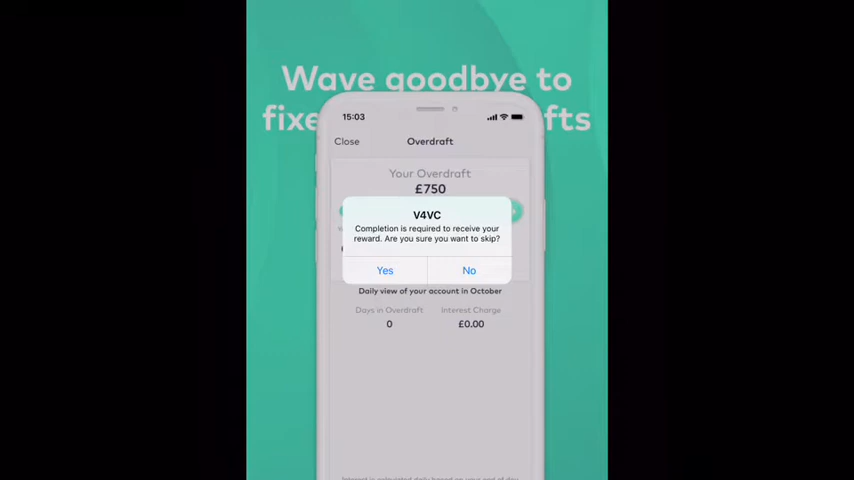 Wave goodbye to
fixe fts
15:03
Close Overdraft
Your Overdraft
£750
V4VC
Completion is required to receive your
reward. Are you sure you want to skip?
Yes No
Daily view of your account in October
Days in Overdraft Interest Charge
0 £0.00